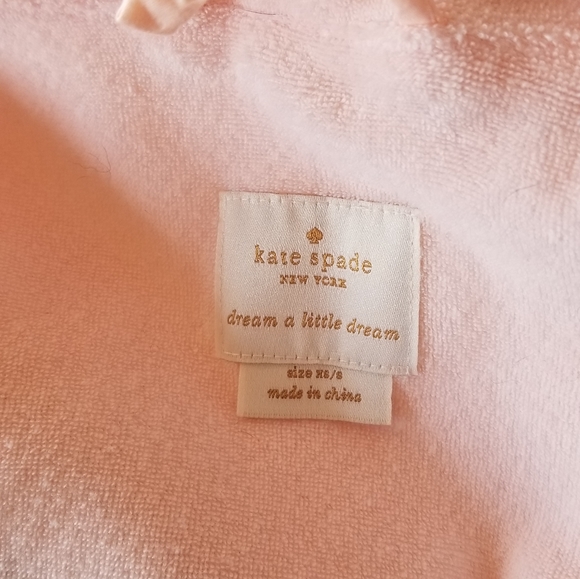 kate spade
NEW YORK
dream a little dream
size xs/s
made in china